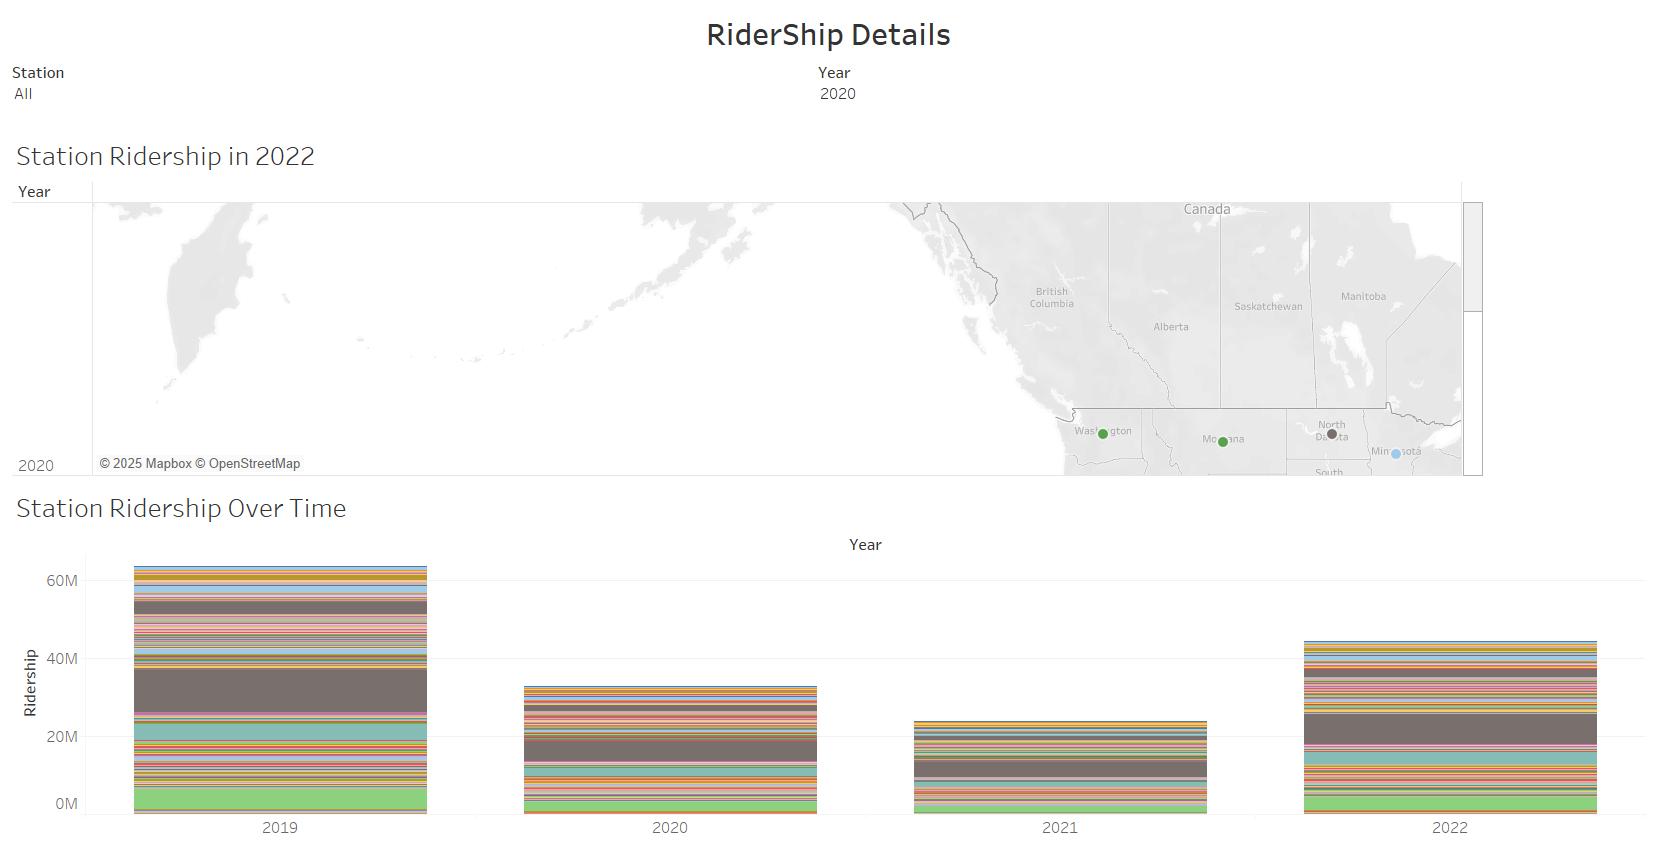 RiderShip Details
Station
All
Year
2020
Station Ridership in 2022
Year
Canada
British
Columbia
Alberta
Saskatchewan
Manitoba
Montana
North
Dakota
Minnesota
South
2020
© 2025 Mapbox © OpenStreetMap
Station Ridership Over Time
Year
Ridership
60M
40M
20M
0M
2019
2020
2021
2022